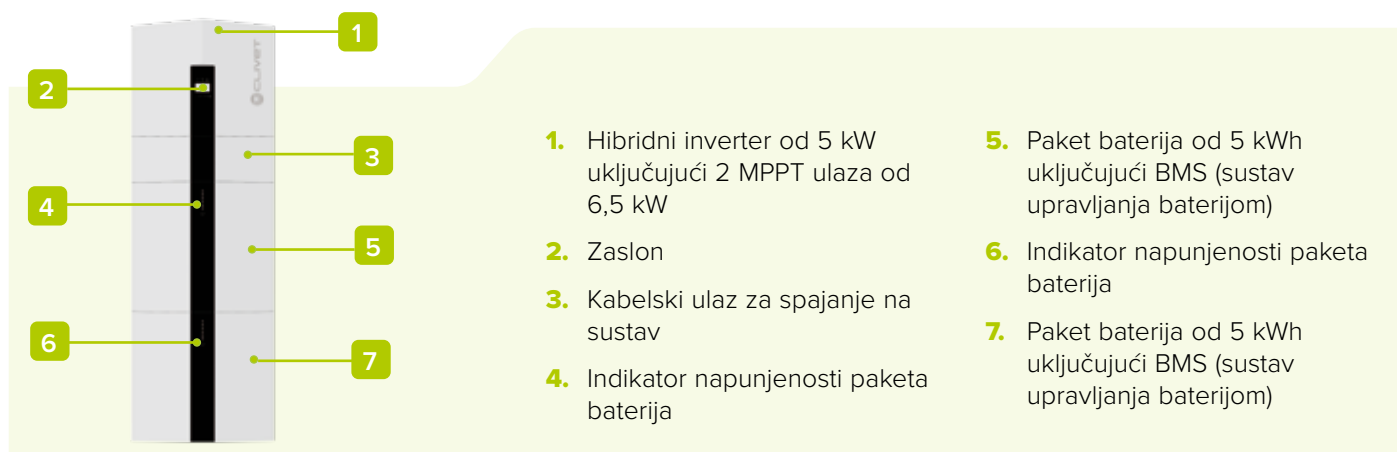 1
CLIVET
2
3
4
5
6
7
1. Hibridni inverter od 5 kW
uključujući 2 MPPT ulaza od
6,5 kW
2. Zaslon
3. Kabelski ulaz za spajanje na
sustav
4. Indikator napunjenosti paketa
baterija
5. Paket baterija od 5 kWh
uključujući BMS (sustav
upravljanja baterijom)
6. Indikator napunjenosti paketa
baterija
7. Paket baterija od 5 kWh
uključujući BMS (sustav
upravljanja baterijom)